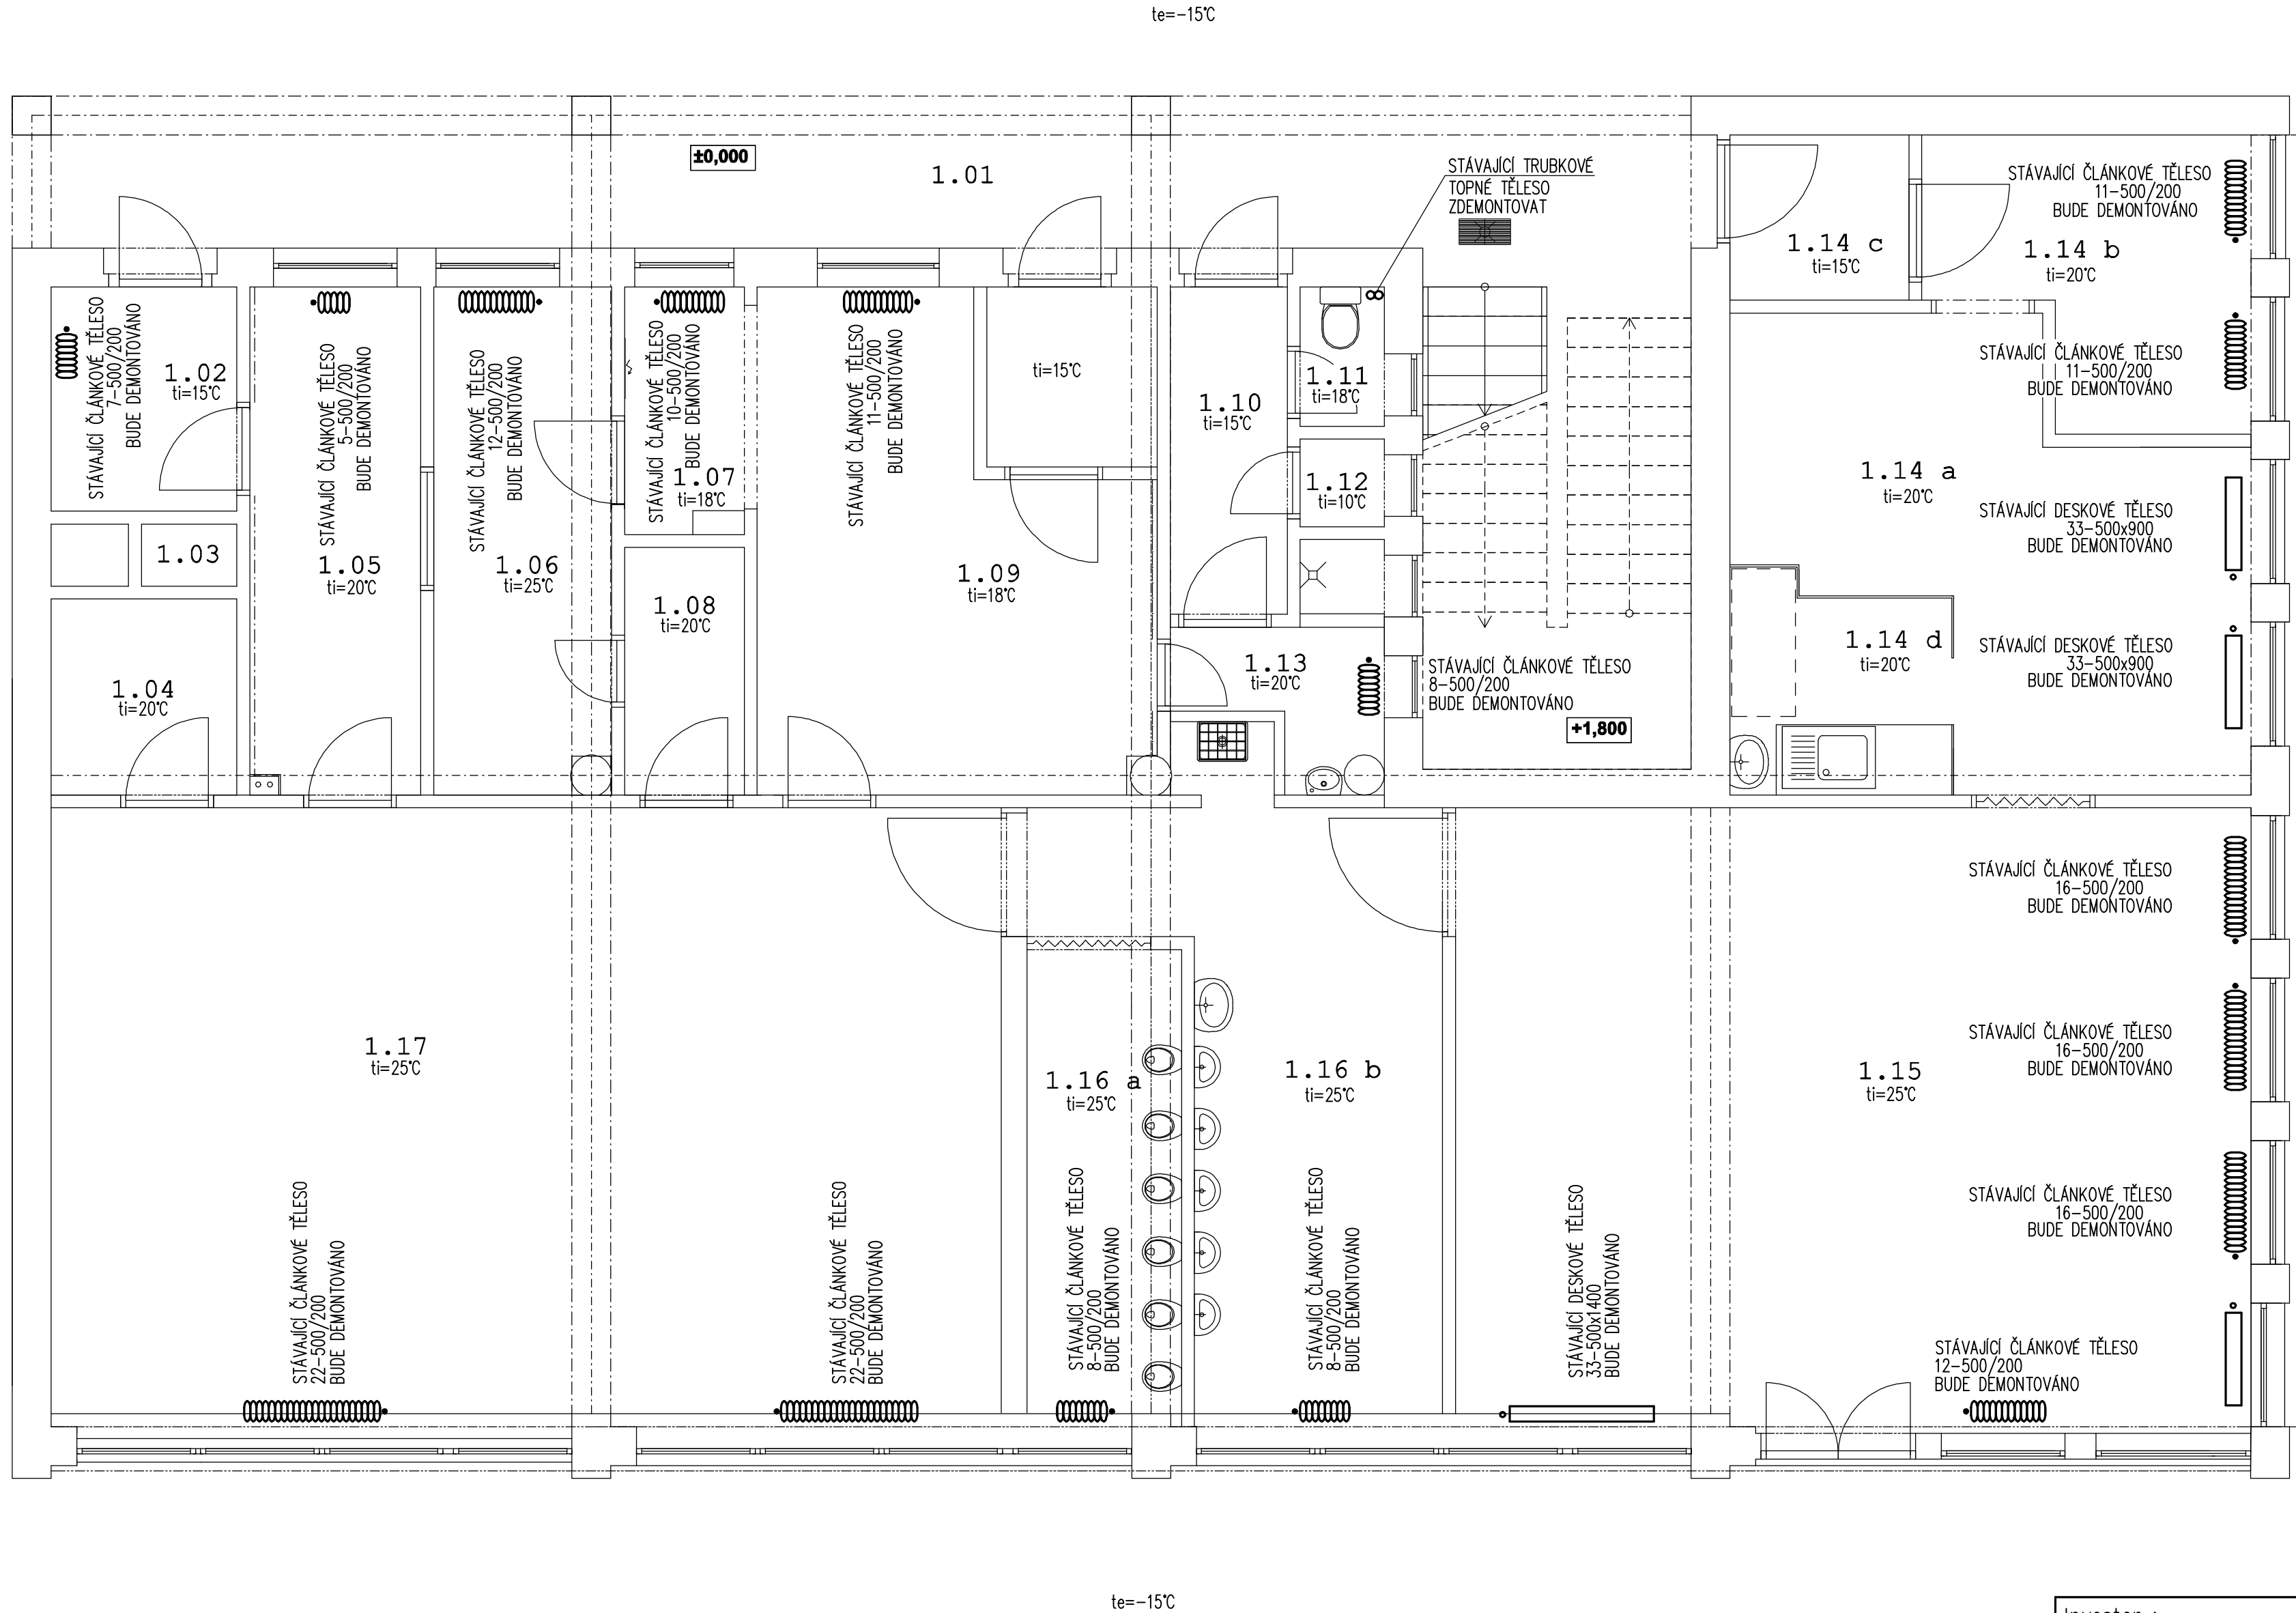 te=-15°C
±0,000
1.01
STÁVAJÍCÍ TRUBKOVÉ
TOPNÉ TĚLESO
ZDEMONTOVAT
STÁVAJÍCÍ ČLÁNKOVÉ TĚLESO
11-500/200
BUDE DEMONTOVÁNO
1.14 c
ti=15°C
1.14 b
ti=20°C
STÁVAJÍCÍ ČLÁNKOVÉ TĚLESO
7-500/200
BUDE DEMONTOVÁNO
1.02
ti=15°C
STÁVAJÍCÍ ČLÁNKOVÉ TĚLESO
5-500/200
BUDE DEMONTOVÁNO
STÁVAJÍCÍ ČLÁNKOVÉ TĚLESO
12-500/200
BUDE DEMONTOVÁNO
STÁVAJÍCÍ ČLÁNKOVÉ TĚLESO
10-500/200
BUDE DEMONTOVÁNO
1.07
ti=18°C
STÁVAJÍCÍ ČLÁNKOVÉ TĚLESO
11-500/200
BUDE DEMONTOVÁNO
ti=15°C
1.10
ti=15°C
1.11
ti=18°C
1.12
ti=10°C
STÁVAJÍCÍ ČLÁNKOVÉ TĚLESO
11-500/200
BUDE DEMONTOVÁNO
1.14 a
ti=20°C
STÁVAJÍCÍ DESKOVÉ TĚLESO
33-500x900
BUDE DEMONTOVÁNO
1.03
1.05
ti=20°C
1.06
ti=25°C
1.08
ti=20°C
1.09
ti=18°C
1.04
ti=20°C
1.13
ti=20°C
STÁVAJÍCÍ ČLÁNKOVÉ TĚLESO
8-500/200
BUDE DEMONTOVÁNO
+1,800
1.14 d
ti=20°C
STÁVAJÍCÍ DESKOVÉ TĚLESO
33-500x900
BUDE DEMONTOVÁNO
STÁVAJÍCÍ ČLÁNKOVÉ TĚLESO
16-500/200
BUDE DEMONTOVÁNO
STÁVAJÍCÍ ČLÁNKOVÉ TĚLESO
16-500/200
BUDE DEMONTOVÁNO
1.17
ti=25°C
1.16 a
ti=25°C
1.16 b
ti=25°C
1.15
ti=25°C
STÁVAJÍCÍ ČLÁNKOVÉ TĚLESO
16-500/200
BUDE DEMONTOVÁNO
STÁVAJÍCÍ ČLÁNKOVÉ TĚLESO
22-500/200
BUDE DEMONTOVÁNO
STÁVAJÍCÍ ČLÁNKOVÉ TĚLESO
22-500/200
BUDE DEMONTOVÁNO
STÁVAJÍCÍ ČLÁNKOVÉ TĚLESO
8-500/200
BUDE DEMONTOVÁNO
STÁVAJÍCÍ ČLÁNKOVÉ TĚLESO
8-500/200
BUDE DEMONTOVÁNO
STÁVAJÍCÍ DESKOVÉ TĚLESO
33-500x1400
BUDE DEMONTOVÁNO
STÁVAJÍCÍ ČLÁNKOVÉ TĚLESO
12-500/200
BUDE DEMONTOVÁNO
te=-15°C